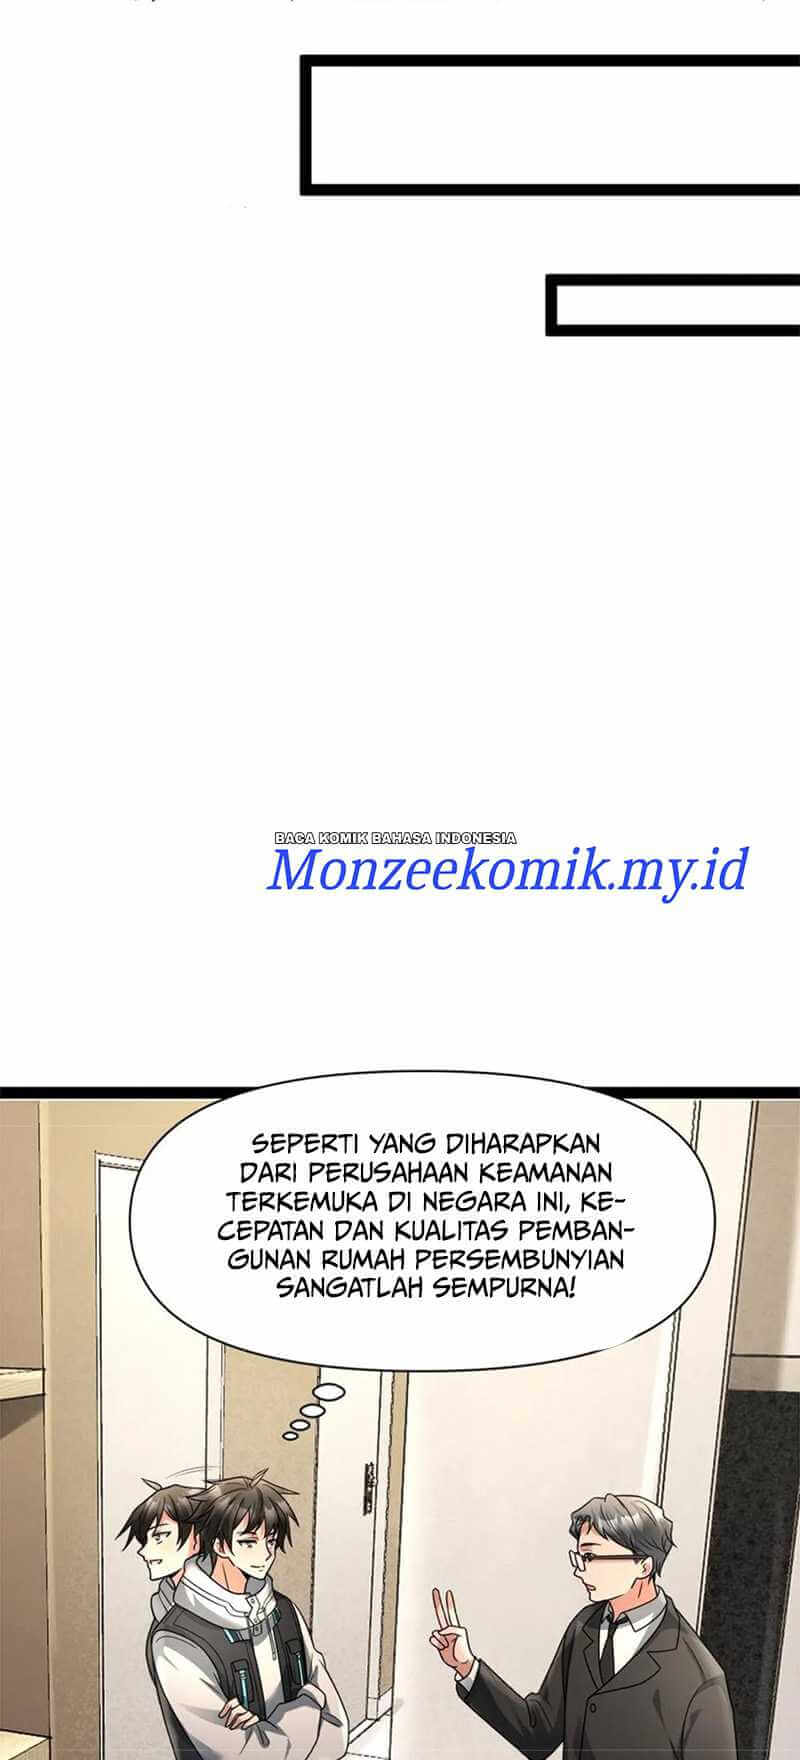 BACA KOMIK BAHASA INDONESIA
Monzeekomik.my.id
SEPERTI YANG DIHARAPKAN
DARI PERUSAHAAN KEAMANAN
TERKEMUKA DI NEGARA INI, KE-
CEPATAN DAN KUALITAS PEMBAN-
GUNAN RUMAH PERSEMBUNYIAN
SANGATLAH SEMPURNA!